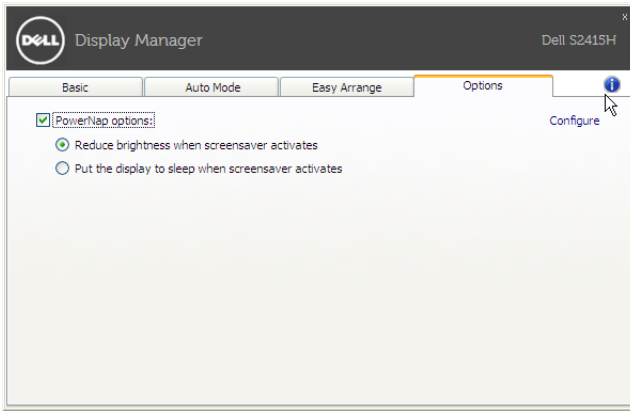 x
DELL Display Manager Dell S2415H
Basic Auto Mode Easy Arrange Options i
PowerNap options: Configure
Reduce brightness when screensaver activates
Put the display to sleep when screensaver activates